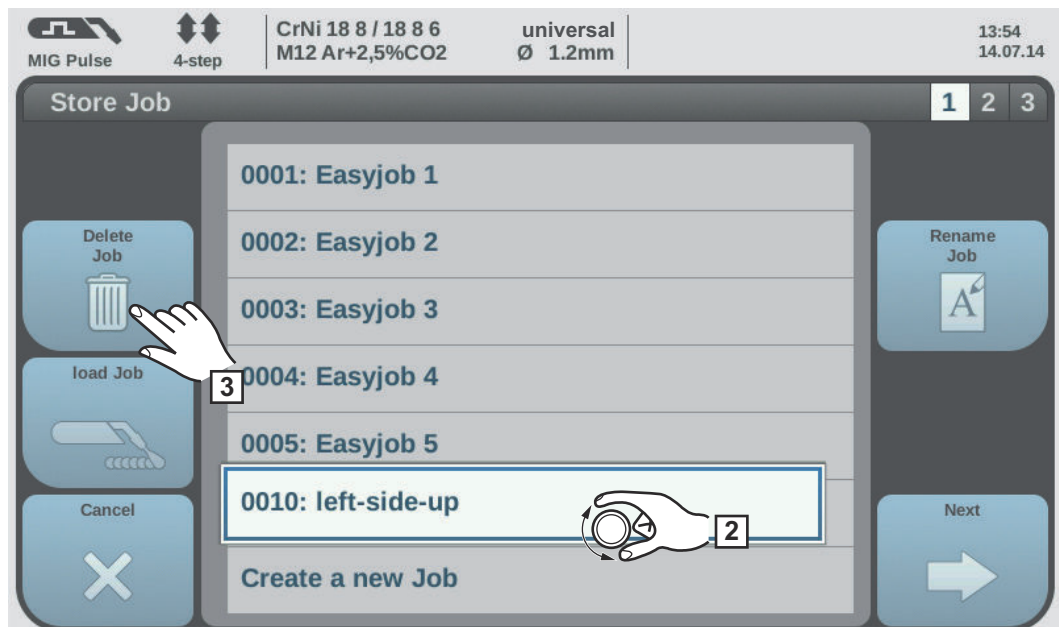 MIG Pulse
4-step
CrNi 18 8 / 18 8 6 universal
M12 Ar+2,5%CO2 Ø 1.2mm
13:54
14.07.14
Store Job
1 2 3
0001: Easyjob 1
0002: Easyjob 2
0003: Easyjob 3
0004: Easyjob 4
0005: Easyjob 5
0010: left-side-up
Create a new Job
Delete
Job
3
load Job
Cancel
2
Rename
Job
A
Next